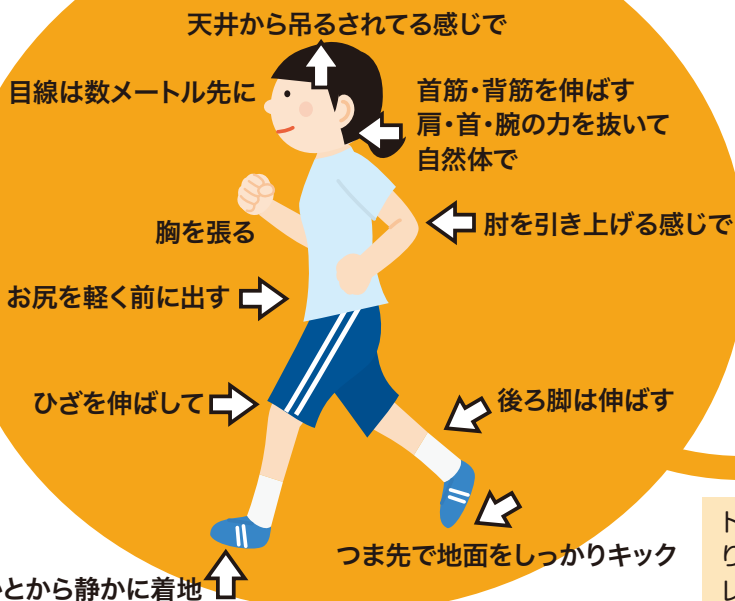 天井から吊るされてる感じで
目線は数メートル先に
首筋・背筋を伸ばす
肩・首・腕の力を抜いて
自然体で
肘を引き上げる感じで
胸を張る
お尻を軽く前に出す
ひざを伸ばして
後ろ脚は伸ばす
つま先で地面をしっかりキック
かとから静かに着地
ト
り
レ